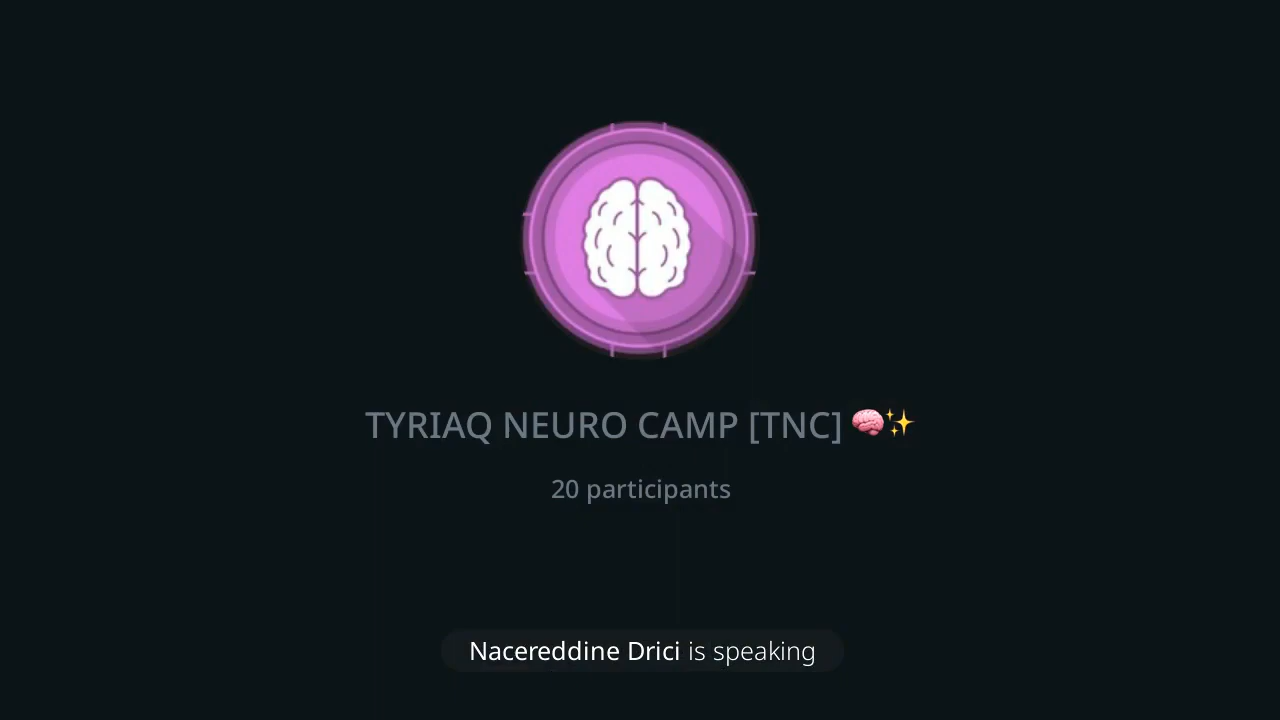 TYRIAQ NEURO CAMP [TNC] 🧠✨
20 participants
Nacereddine Drici is speaking